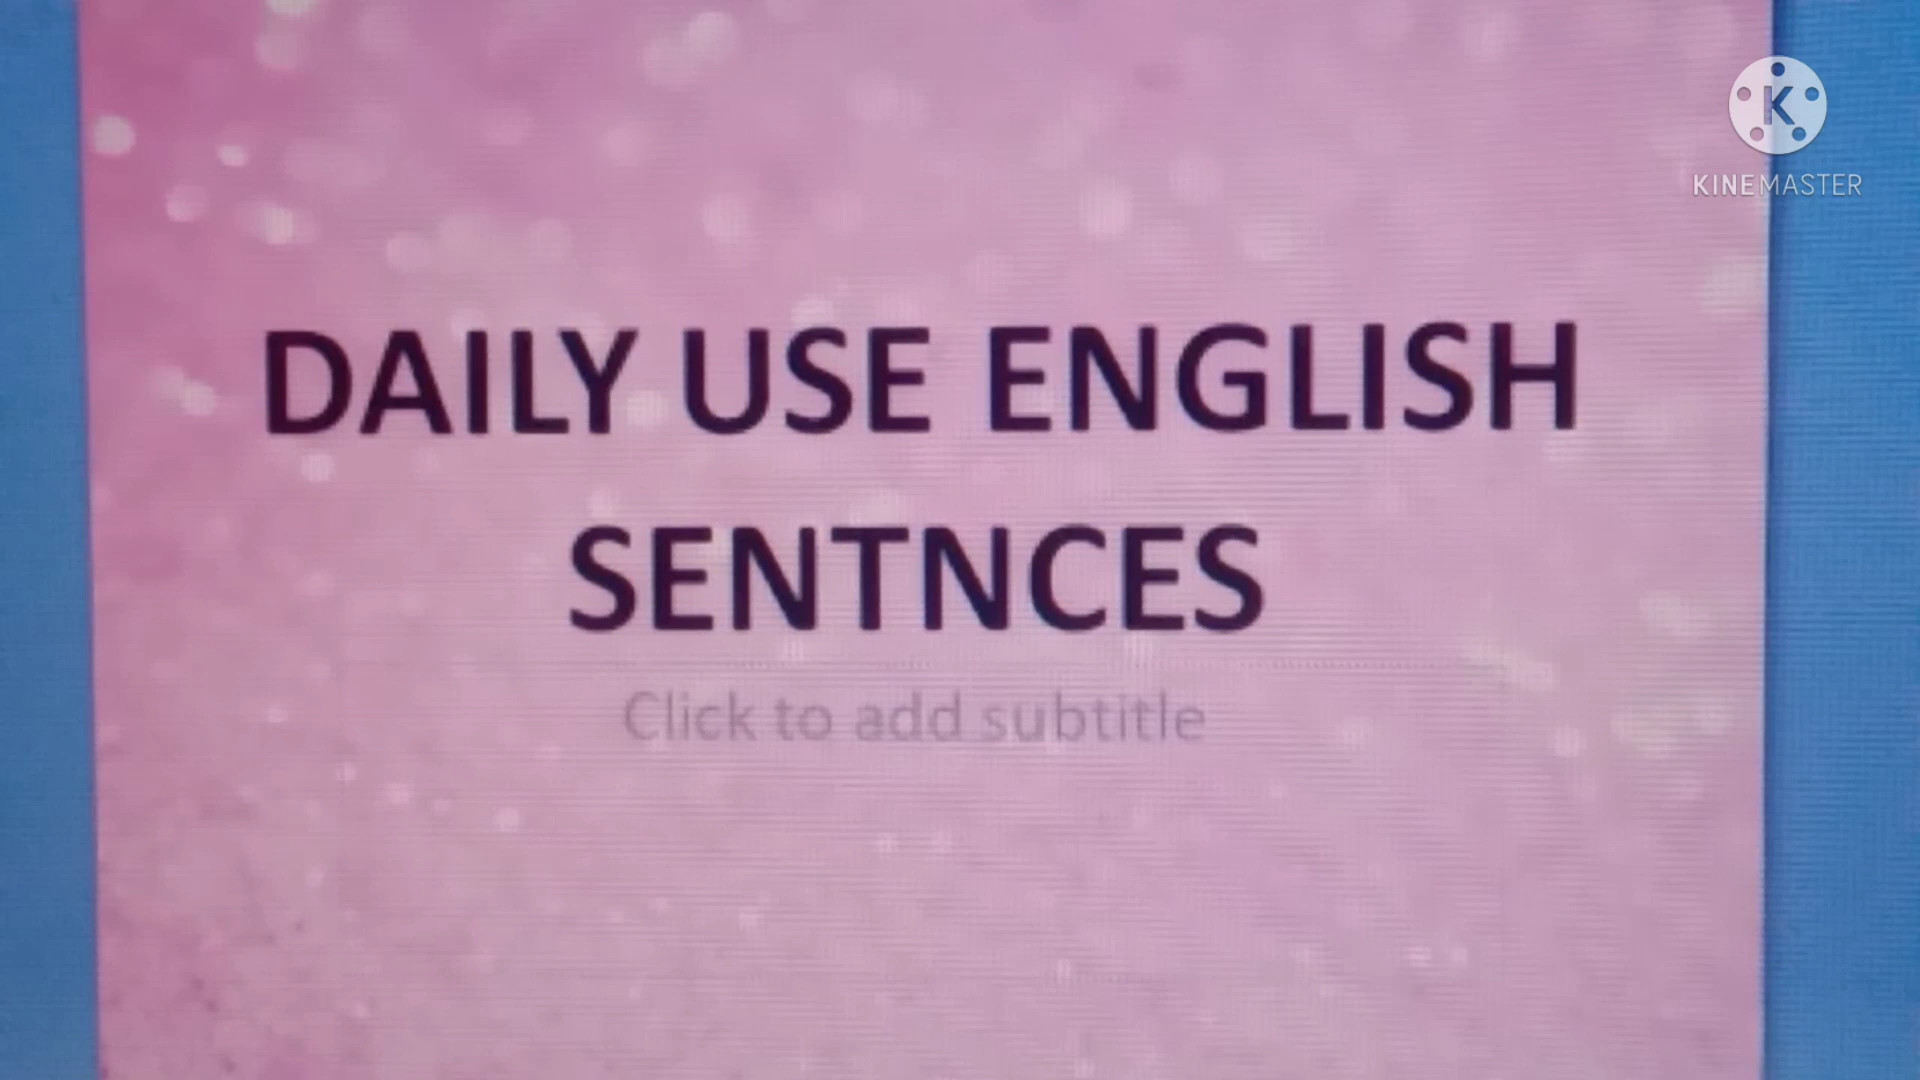 K
KINEMASTER
DAILY USE ENGLISH
SENTNCES
Click to add subtitle